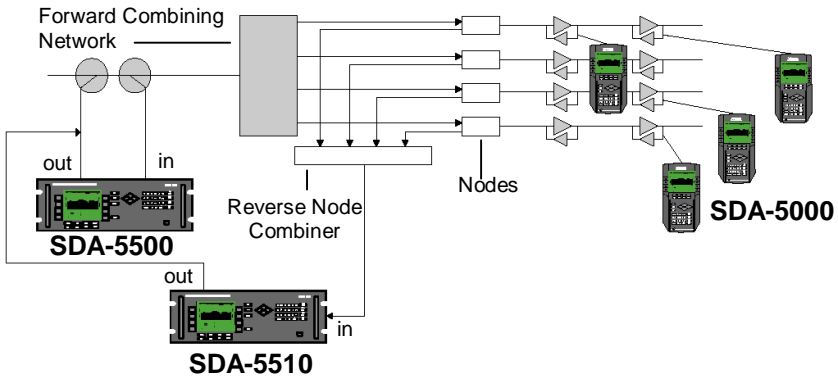 Forward Combining
Network
out
in
SDA-5500
Reverse Node
Combiner
Nodes
SDA-5000
out
in
SDA-5510